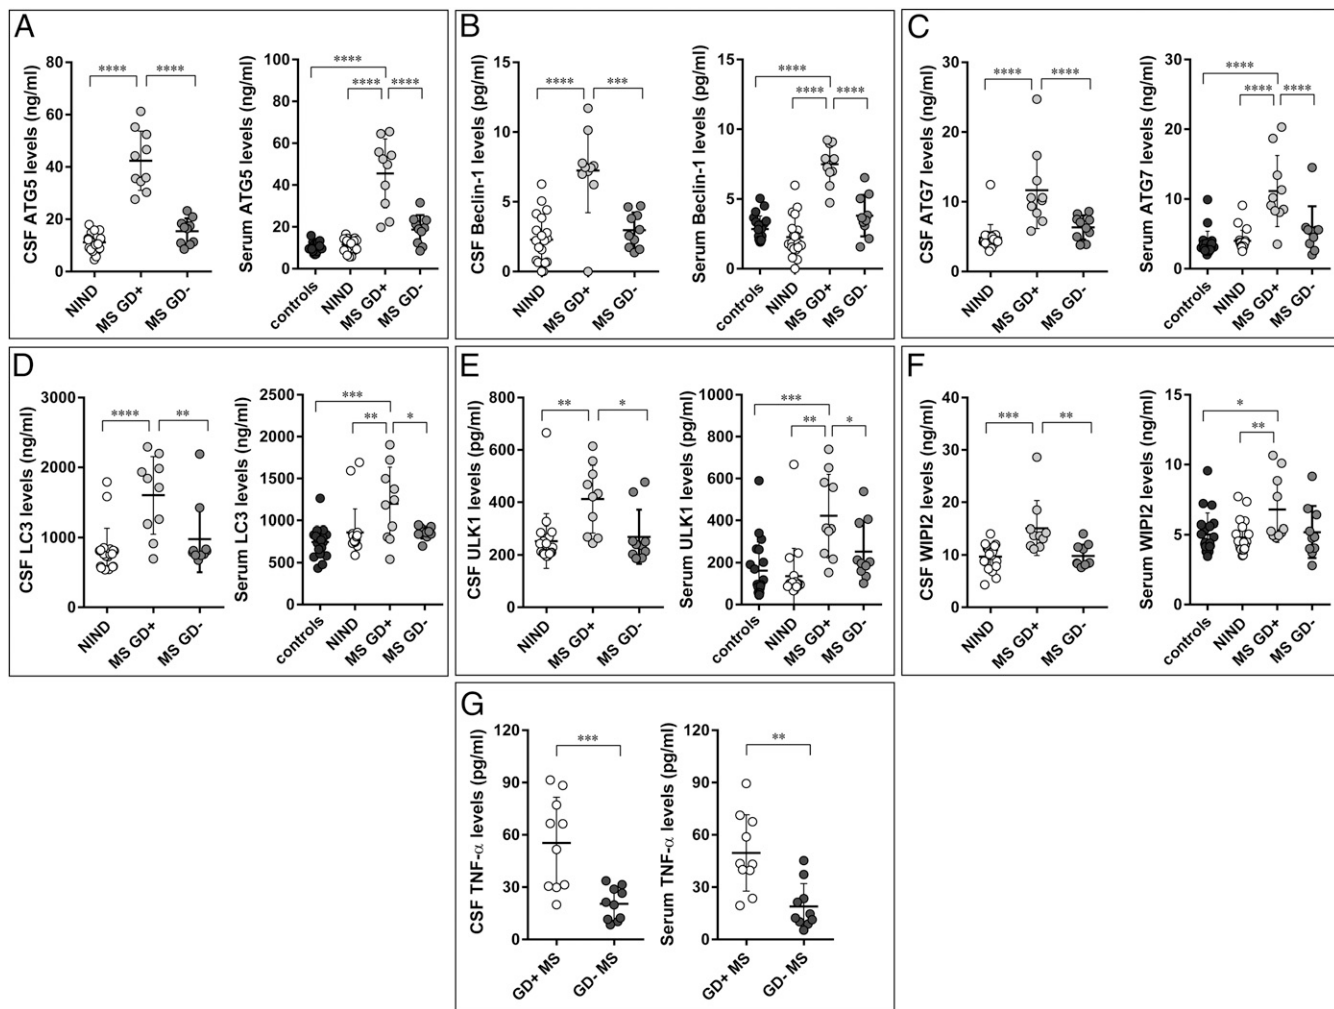 A
CSF ATG5 levels (ng/ml)
80
60
40
20
0
**** ****
NIND
MS GD+
MS GD-
Serum ATG5 levels (ng/ml)
100
80
60
40
20
0
****
**** ****
controls
NIND
MS GD+
MS GD-
B
CSF Beclin-1 levels (pg/ml)
15
10
5
0
**** ***
NIND
MS GD+
MS GD-
Serum Beclin-1 levels (pg/ml)
15
10
5
0
****
**** ****
controls
NIND
MS GD+
MS GD-
C
CSF ATG7 levels (ng/ml)
30
20
10
0
**** ****
NIND
MS GD+
MS GD-
Serum ATG7 levels (ng/ml)
30
20
10
0
****
**** ****
controls
NIND
MS GD+
MS GD-
D
CSF LC3 levels (ng/ml)
3000
2000
1000
0
**** **
NIND
MS GD+
MS GD-
Serum LC3 levels (ng/ml)
2500
2000
1500
1000
500
0
***
** *
controls
NIND
MS GD+
MS GD-
E
CSF ULK1 levels (pg/ml)
800
600
400
200
0
** *
NIND
MS GD+
MS GD-
Serum ULK1 levels (pg/ml)
1000
800
600
400
200
0
***
** *
controls
NIND
MS GD+
MS GD-
F
CSF WIPI2 levels (ng/ml)
40
30
20
10
0
*** **
NIND
MS GD+
MS GD-
Serum WIPI2 levels (ng/ml)
15
10
5
0
*
**
controls
NIND
MS GD+
MS GD-
G
CSF TNF-α levels (pg/ml)
120
90
60
30
0
***
GD+ MS
GD- MS
Serum TNF-α levels (pg/ml)
120
90
60
30
0
**
GD+ MS
GD- MS